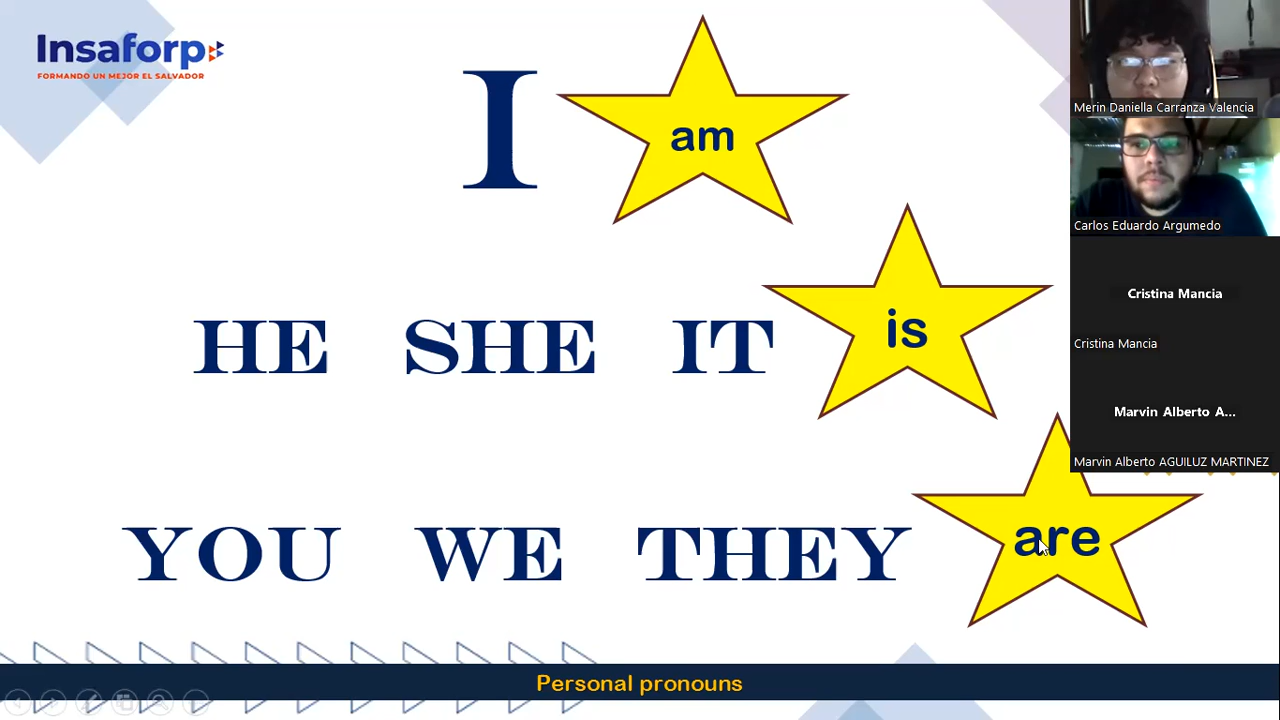 Insaforp
FORMANDO UN MEJOR EL SALVADOR
I am
HE SHE IT is
YOU WE THEY are
Personal pronouns
Merin Daniella Carranza Valencia
Carlos Eduardo Argumedo
Cristina Mancia
Cristina Mancia
Marvin Alberto A...
Marvin Alberto AGUILUZ MARTINEZ